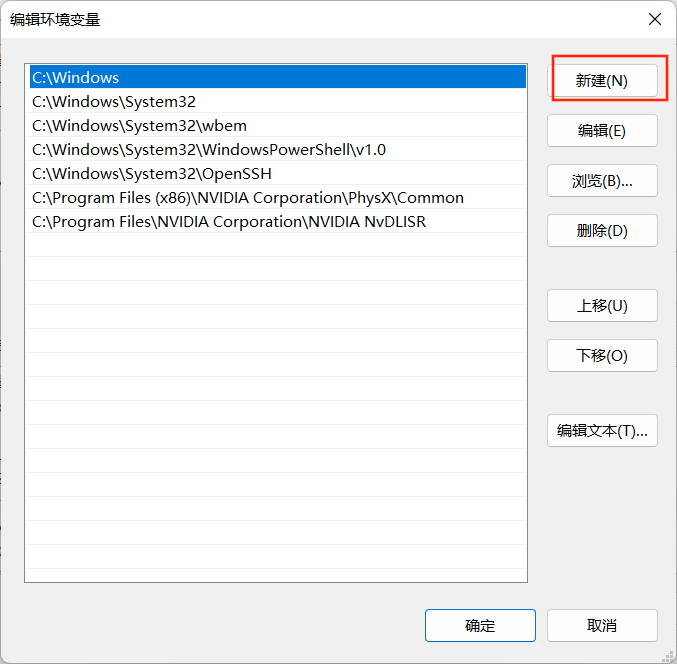 编辑环境变量
C:\Windows
C:\Windows\System32
C:\Windows\System32\wbem
C:\Windows\System32\WindowsPowerShell\v1.0
C:\Windows\System32\OpenSSH
C:\Program Files (x86)\NVIDIA Corporation\PhysX\Common
C:\Program Files\NVIDIA Corporation\NVIDIA NvDLISR
新建(N)
编辑(E)
浏览(B)...
删除(D)
上移(U)
下移(O)
编辑文本(T)...
确定
取消